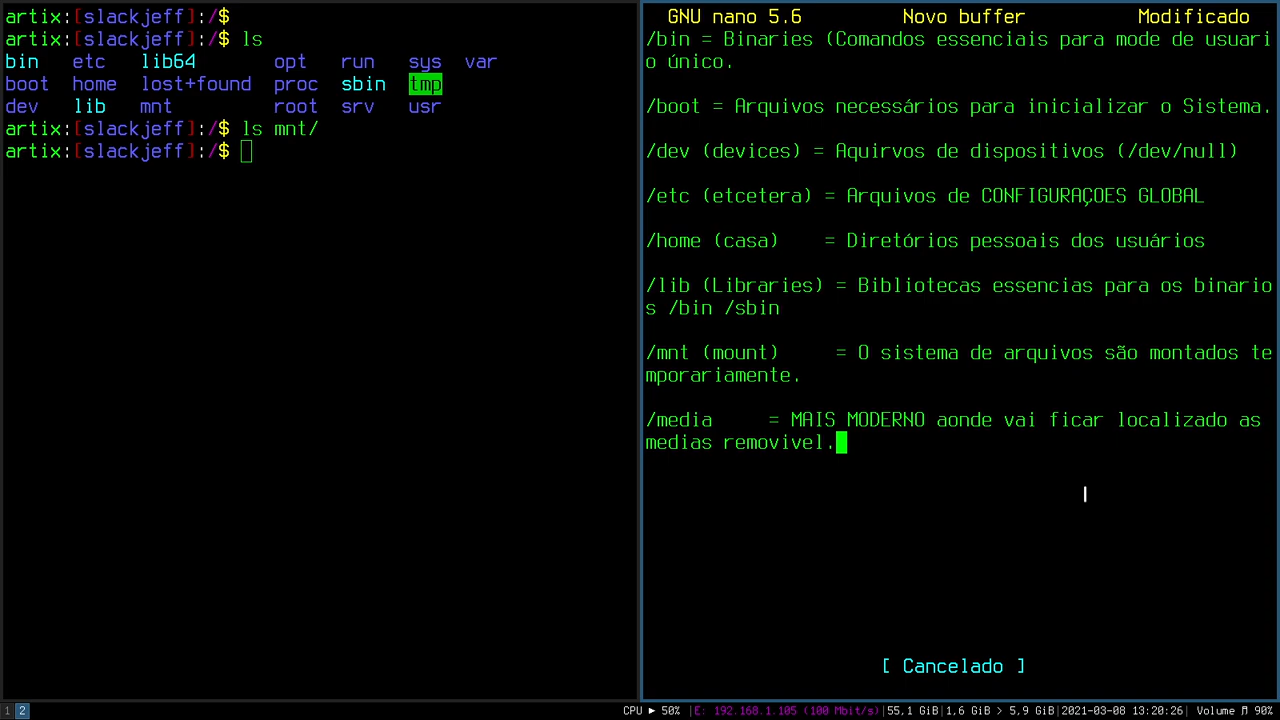 artix:[slackjeff]:/$
artix:[slackjeff]:/$ ls
bin etc lib64 opt run sys var
boot home lost+found proc sbin tmp
dev lib mnt root srv usr
artix:[slackjeff]:/$ ls mnt/
artix:[slackjeff]:/$
GNU nano 5.6 Novo buffer Modificado
/bin = Binaries (Comandos essenciais para mode de usuari
o único.
/boot = Arquivos necessários para inicializar o Sistema.
/dev (devices) = Aquirvos de dispositivos (/dev/null)
/etc (etcetera) = Arquivos de CONFIGURAÇOES GLOBAL
/home (casa) = Diretórios pessoais dos usuários
/lib (Libraries) = Bibliotecas essencias para os binario
s /bin /sbin
/mnt (mount) = O sistema de arquivos são montados te
mporariamente.
/media = MAIS MODERNO aonde vai ficar localizado as
medias removivel.
[ Cancelado ]
1 2 CPU ► 50% |E: 192.168.1.105 (100 Mbit/s)|55,1 GiB|1,6 GiB > 5,9 GiB|2021-03-08 13:20:26| Volume ♬ 90%